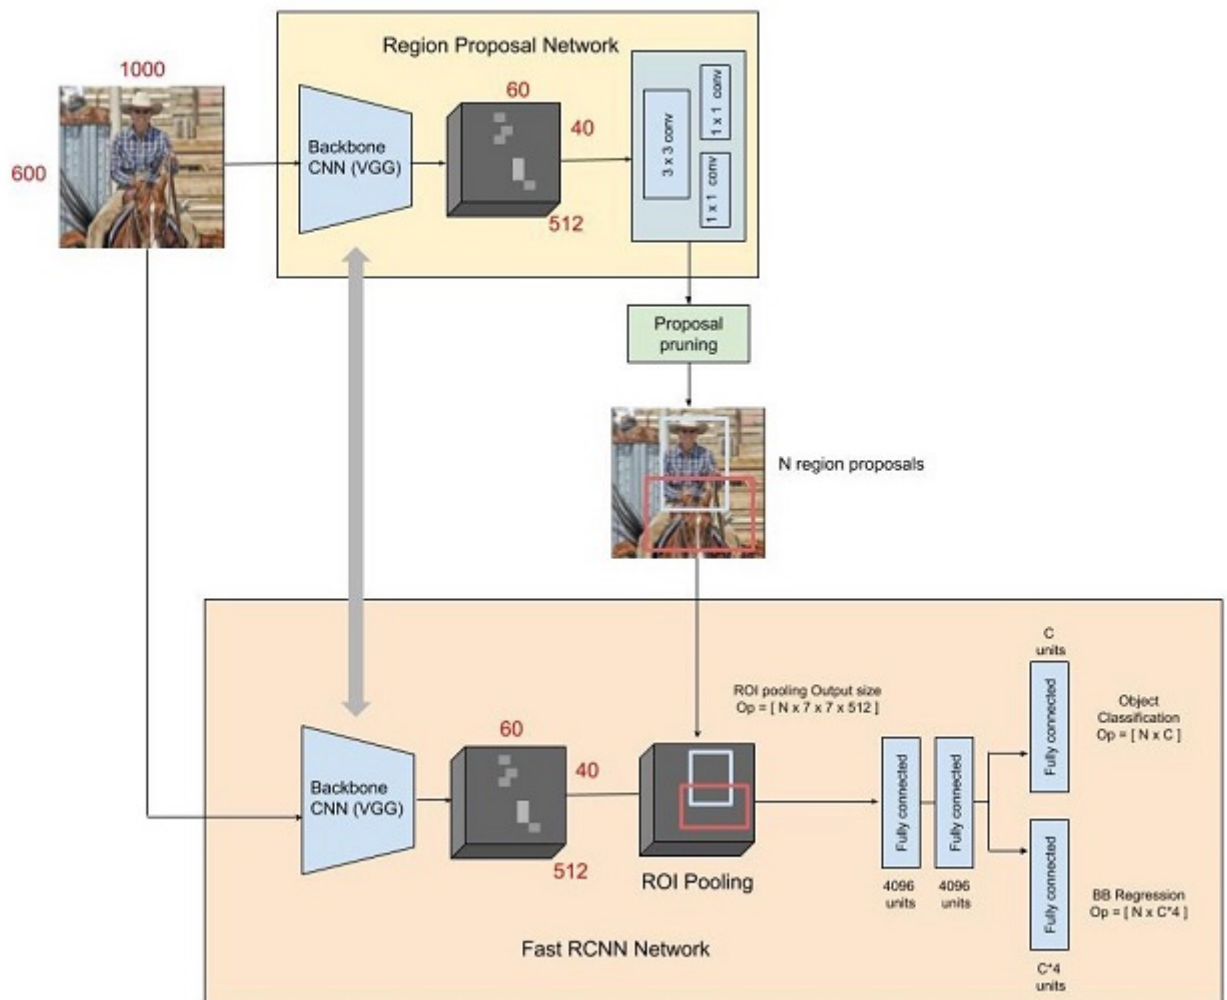 Region Proposal Network
1000
600
Backbone
CNN (VGG)
60
40
512
3 x 3 conv
1 x 1 conv
1 x 1 conv
Proposal
pruning
N region proposals
C
units
ROI pooling Output size
Op = [ N x 7 x 7 x 512 ]
Fully connected
Object
Classification
Op = [ N x C ]
Backbone
CNN (VGG)
60
40
512
ROI Pooling
Fully connected
Fully connected
4096
units
4096
units
Fully connected
BB Regression
Op = [ N x C*4 ]
C*4
units
Fast RCNN Network